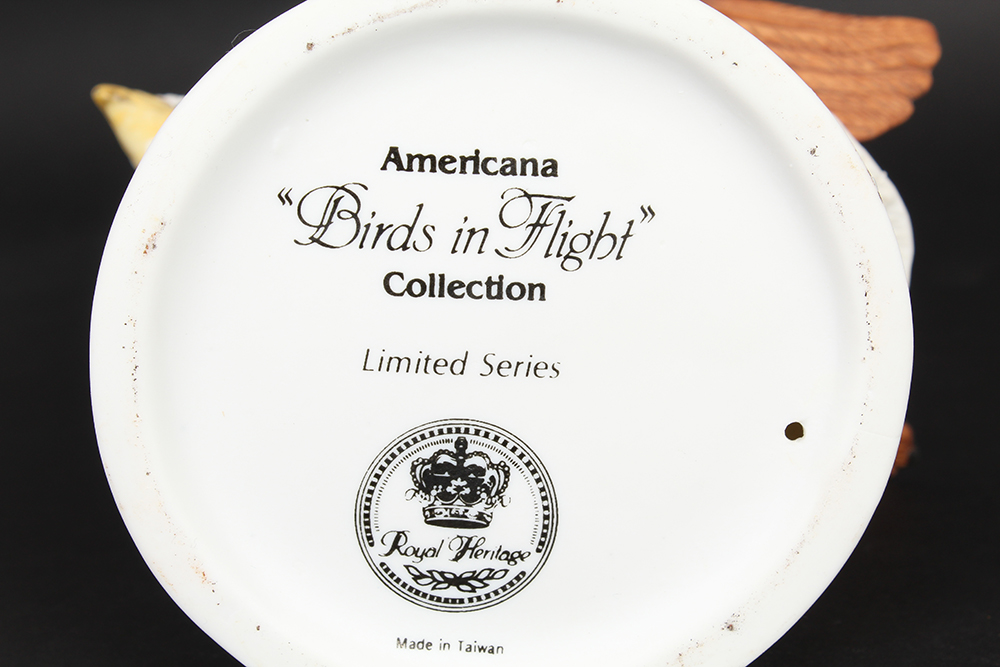 Americana
"Birds in Flight"
Collection
Limited Series
Royal Heritage
Made in Taiwan